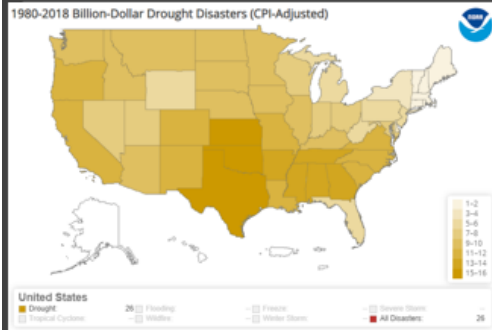 1980-2018 Billion-Dollar Drought Disasters (CPI-Adjusted)
NOAA
1-2
3-4
5-6
7-8
9-10
11-12
13-14
15-16
United States
Drought: 26 Flooding: -- Freeze: -- Severe Storm: --
Tropical Cyclone: -- Wildfire: -- Winter Storm: -- All Disasters: 26